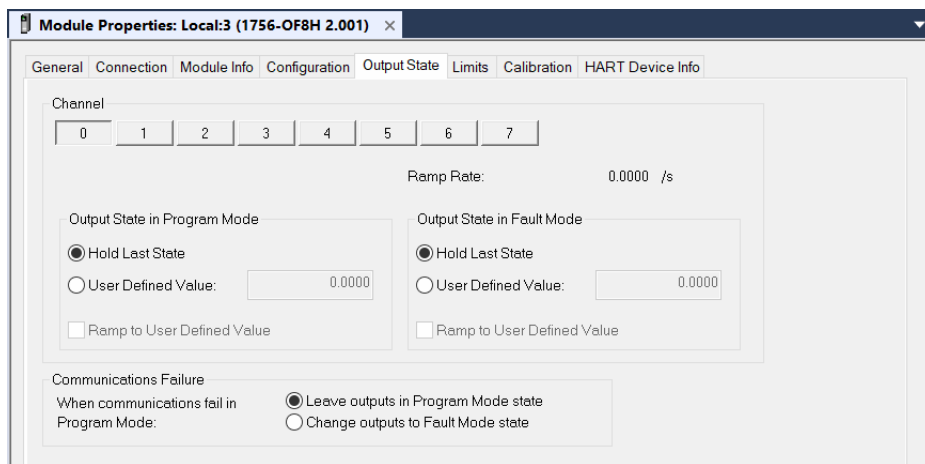 Module Properties: Local:3 (1756-OF8H 2.001) ×
General Connection Module Info Configuration Output State Limits Calibration HART Device Info
Channel
0 1 2 3 4 5 6 7
Ramp Rate: 0.0000 /s
Output State in Program Mode
Hold Last State
User Defined Value: 0.0000
Ramp to User Defined Value
Output State in Fault Mode
Hold Last State
User Defined Value: 0.0000
Ramp to User Defined Value
Communications Failure
When communications fail in
Program Mode:
Leave outputs in Program Mode state
Change outputs to Fault Mode state